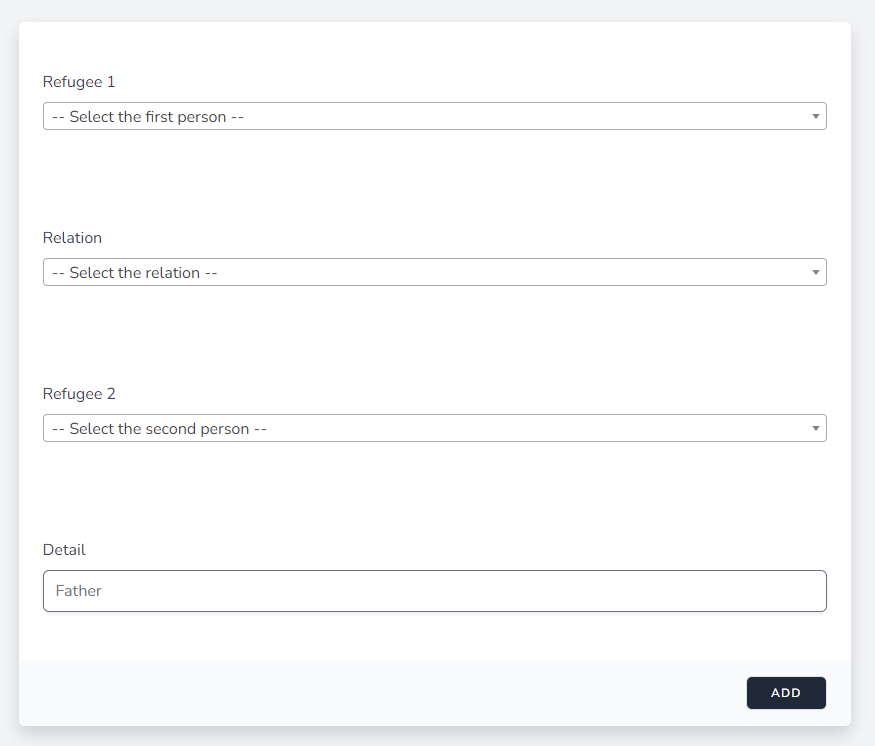 Refugee 1
-- Select the first person --
Relation
-- Select the relation --
Refugee 2
-- Select the second person --
Detail
Father
ADD